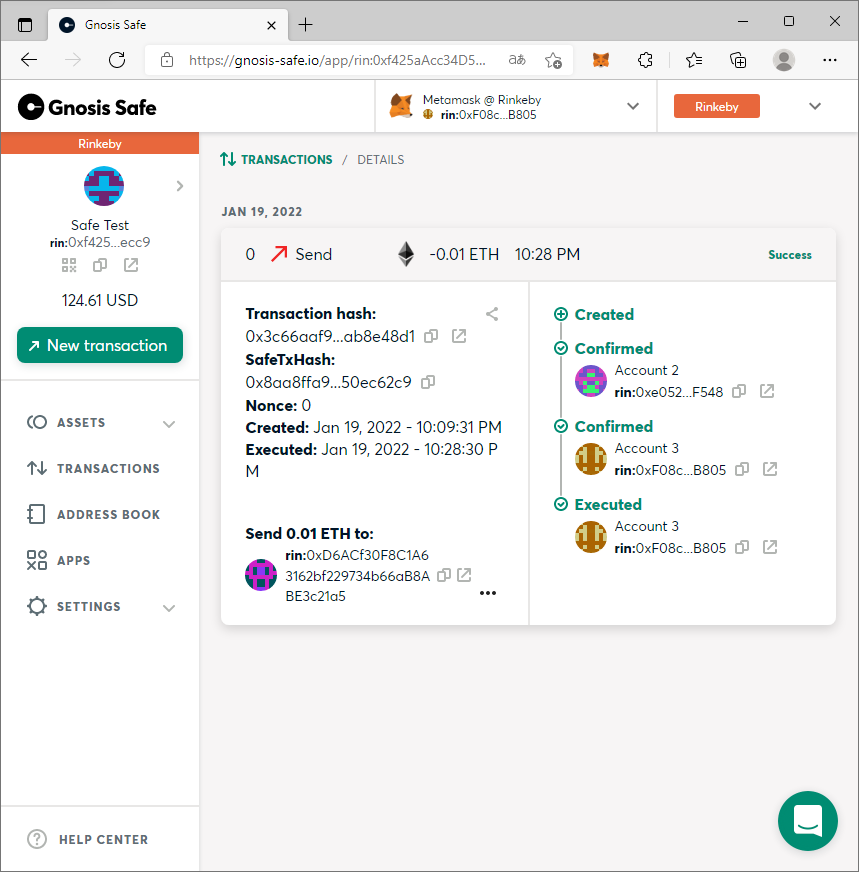 Gnosis Safe
https://gnosis-safe.io/app/rin:0xf425aAcc34D5...
ああ
Gnosis Safe
Metamask @ Rinkeby
rin:0xF08c...B805
Rinkeby
Rinkeby
Safe Test
rin:0xf425...ecc9
124.61 USD
New transaction
ASSETS
TRANSACTIONS
ADDRESS BOOK
APPS
SETTINGS
HELP CENTER
TRANSACTIONS / DETAILS
JAN 19, 2022
0 Send -0.01 ETH 10:28 PM Success
Transaction hash:
0x3c66aaf9...ab8e48d1
SafeTxHash:
0x8aa8ffa9...50ec62c9
Nonce: 0
Created: Jan 19, 2022 - 10:09:31 PM
Executed: Jan 19, 2022 - 10:28:30 P
M
Send 0.01 ETH to:
rin:0xD6ACf30F8C1A6
3162bf229734b66aB8A
BE3c21a5
Created
Confirmed
Account 2
rin:0xe052...F548
Confirmed
Account 3
rin:0xF08c...B805
Executed
Account 3
rin:0xF08c...B805